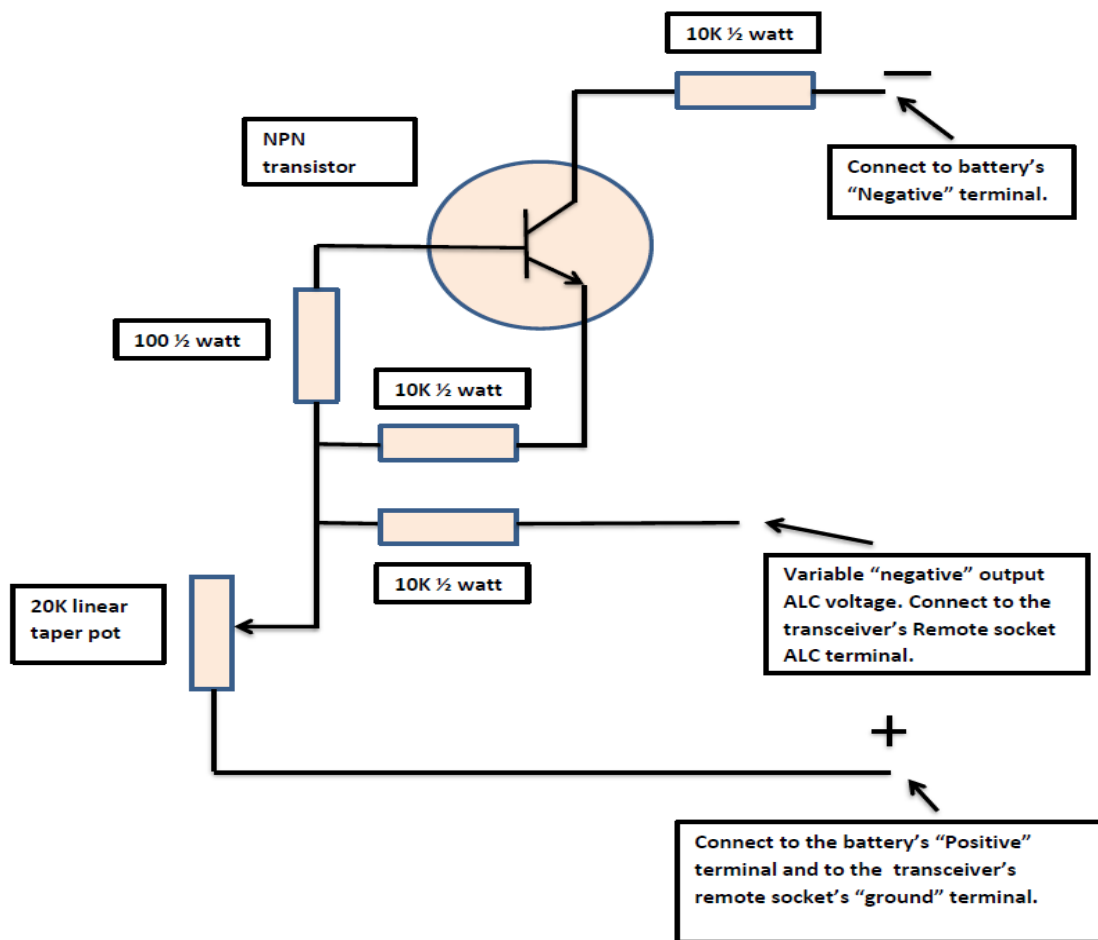 10K ½ watt
NPN
transistor
Connect to battery's
“Negative” terminal.
100 ½ watt
10K ½ watt
10K ½ watt
20K linear
taper pot
Variable “negative” output
ALC voltage. Connect to the
transceiver's Remote socket
ALC terminal.
Connect to the battery's “Positive”
terminal and to the transceiver's
remote socket's “ground” terminal.